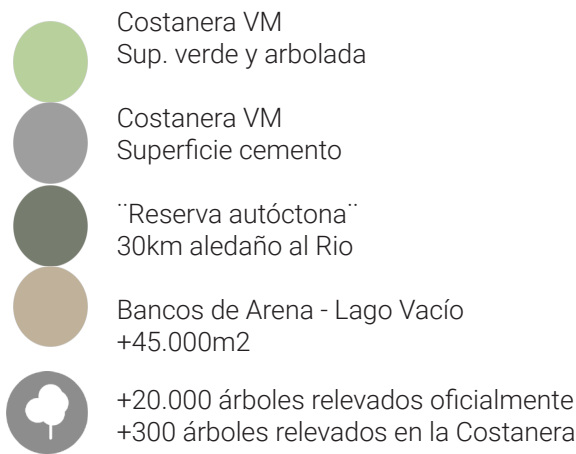 Costanera VM
Sup. verde y arbolada
Costanera VM
Superficie cemento
¨Reserva autóctona¨
30km aledaño al Rio
Bancos de Arena - Lago Vacío
+45.000m2
+20.000 árboles relevados oficialmente
+300 árboles relevados en la Costanera